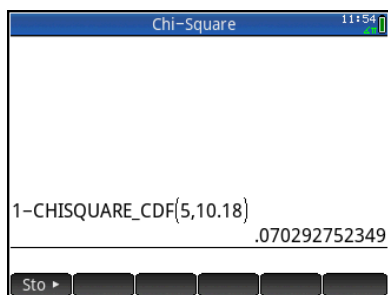 Chi-Square
11:54
∡π
1-CHISQUARE_CDF(5,10.18)
.070292752349
Sto ▸